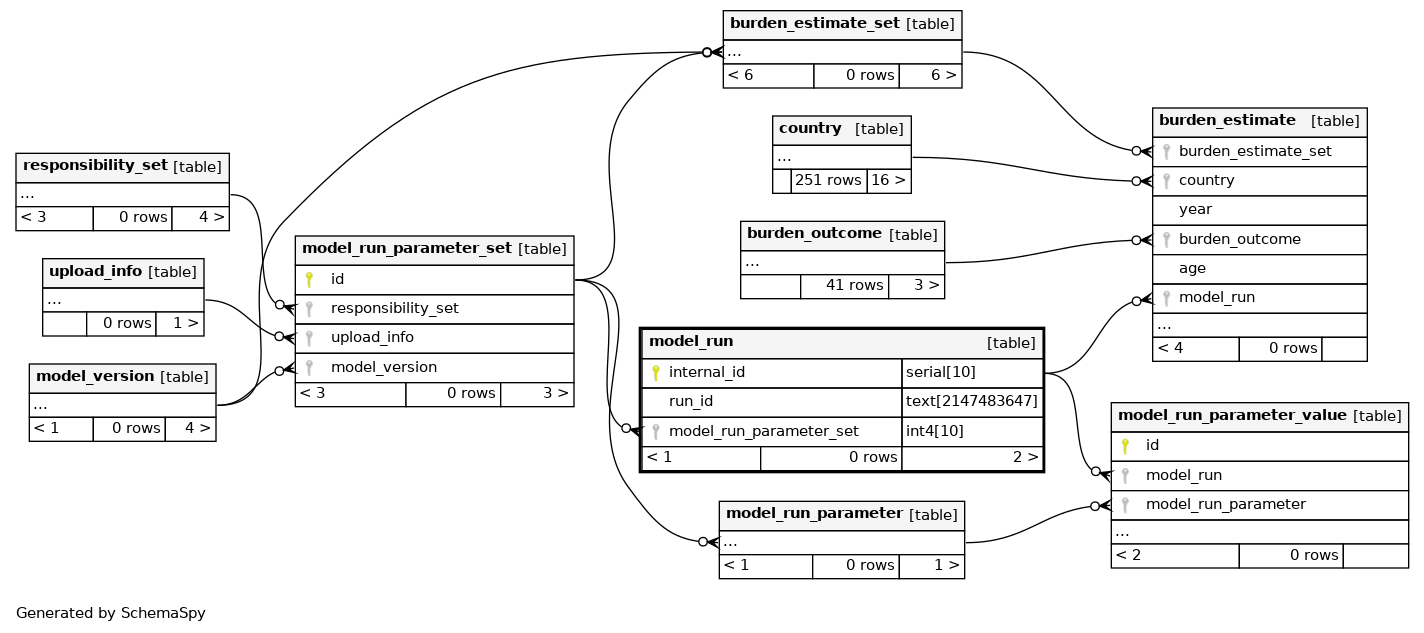 burden_estimate_set [table]
...
< 6 0 rows 6 >
country [table]
...
251 rows 16 >
burden_estimate [table]
burden_estimate_set
country
year
burden_outcome
age
model_run
...
< 4 0 rows
responsibility_set [table]
...
< 3 0 rows 4 >
burden_outcome [table]
...
41 rows 3 >
model_run_parameter_set [table]
id
responsibility_set
upload_info
model_version
< 3 0 rows 3 >
upload_info [table]
...
0 rows 1 >
model_run [table]
internal_id serial[10]
run_id text[2147483647]
model_run_parameter_set int4[10]
< 1 0 rows 2 >
model_version [table]
...
< 1 0 rows 4 >
model_run_parameter_value [table]
id
model_run
model_run_parameter
...
< 2 0 rows
model_run_parameter [table]
...
< 1 0 rows 1 >
Generated by SchemaSpy